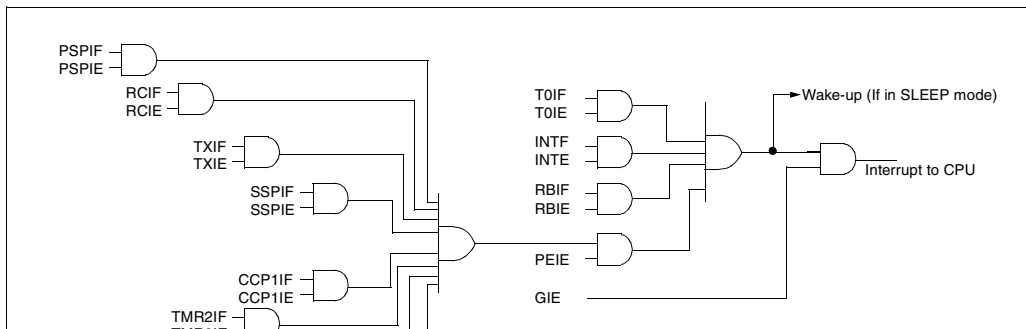 PSPIF
PSPIE
RCIF
RCIE
TXIF
TXIE
SSPIF
SSPIE
CCP1IF
CCP1IE
TMR2IF
T0IF
T0IE
INTF
INTE
RBIF
RBIE
PEIE
GIE
Wake-up (If in SLEEP mode)
Interrupt to CPU